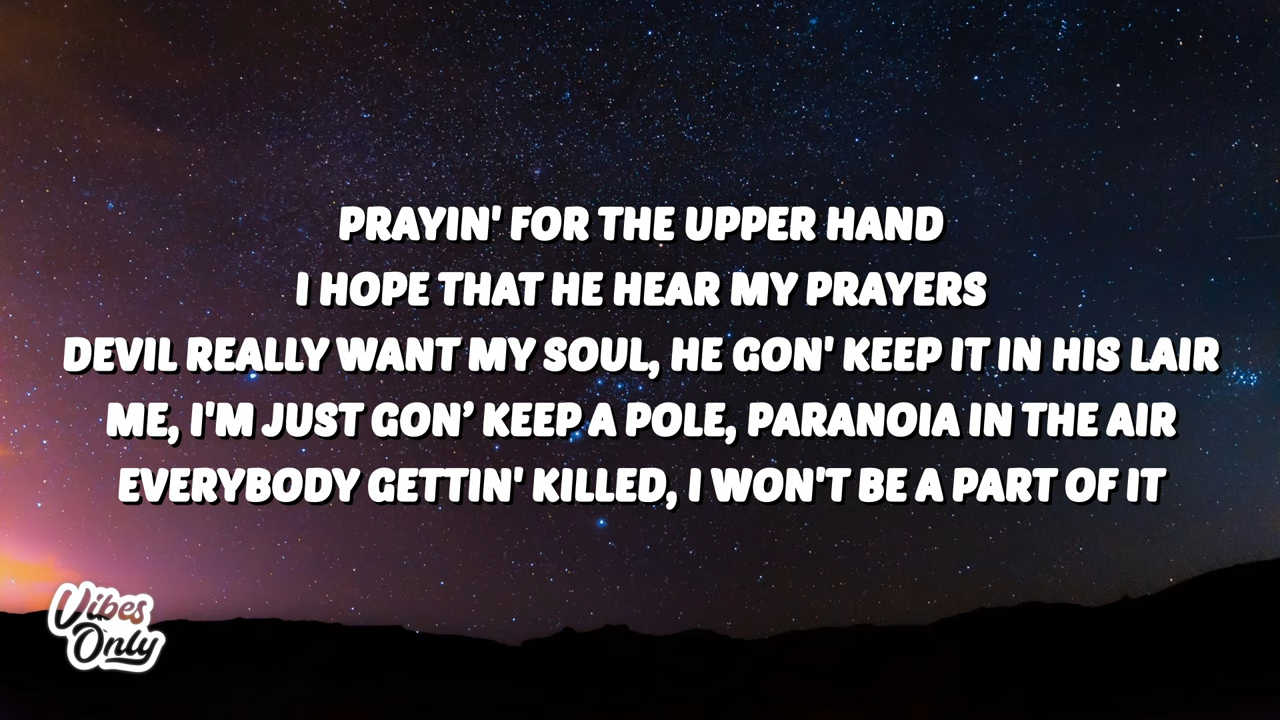 PRAYIN' FOR THE UPPER HAND
I HOPE THAT HE HEAR MY PRAYERS
DEVIL REALLY WANT MY SOUL, HE GON' KEEP IT IN HIS LAIR
ME, I'M JUST GON’ KEEP A POLE, PARANOIA IN THE AIR
EVERYBODY GETTIN' KILLED, I WON'T BE A PART OF IT
Vibes
Only